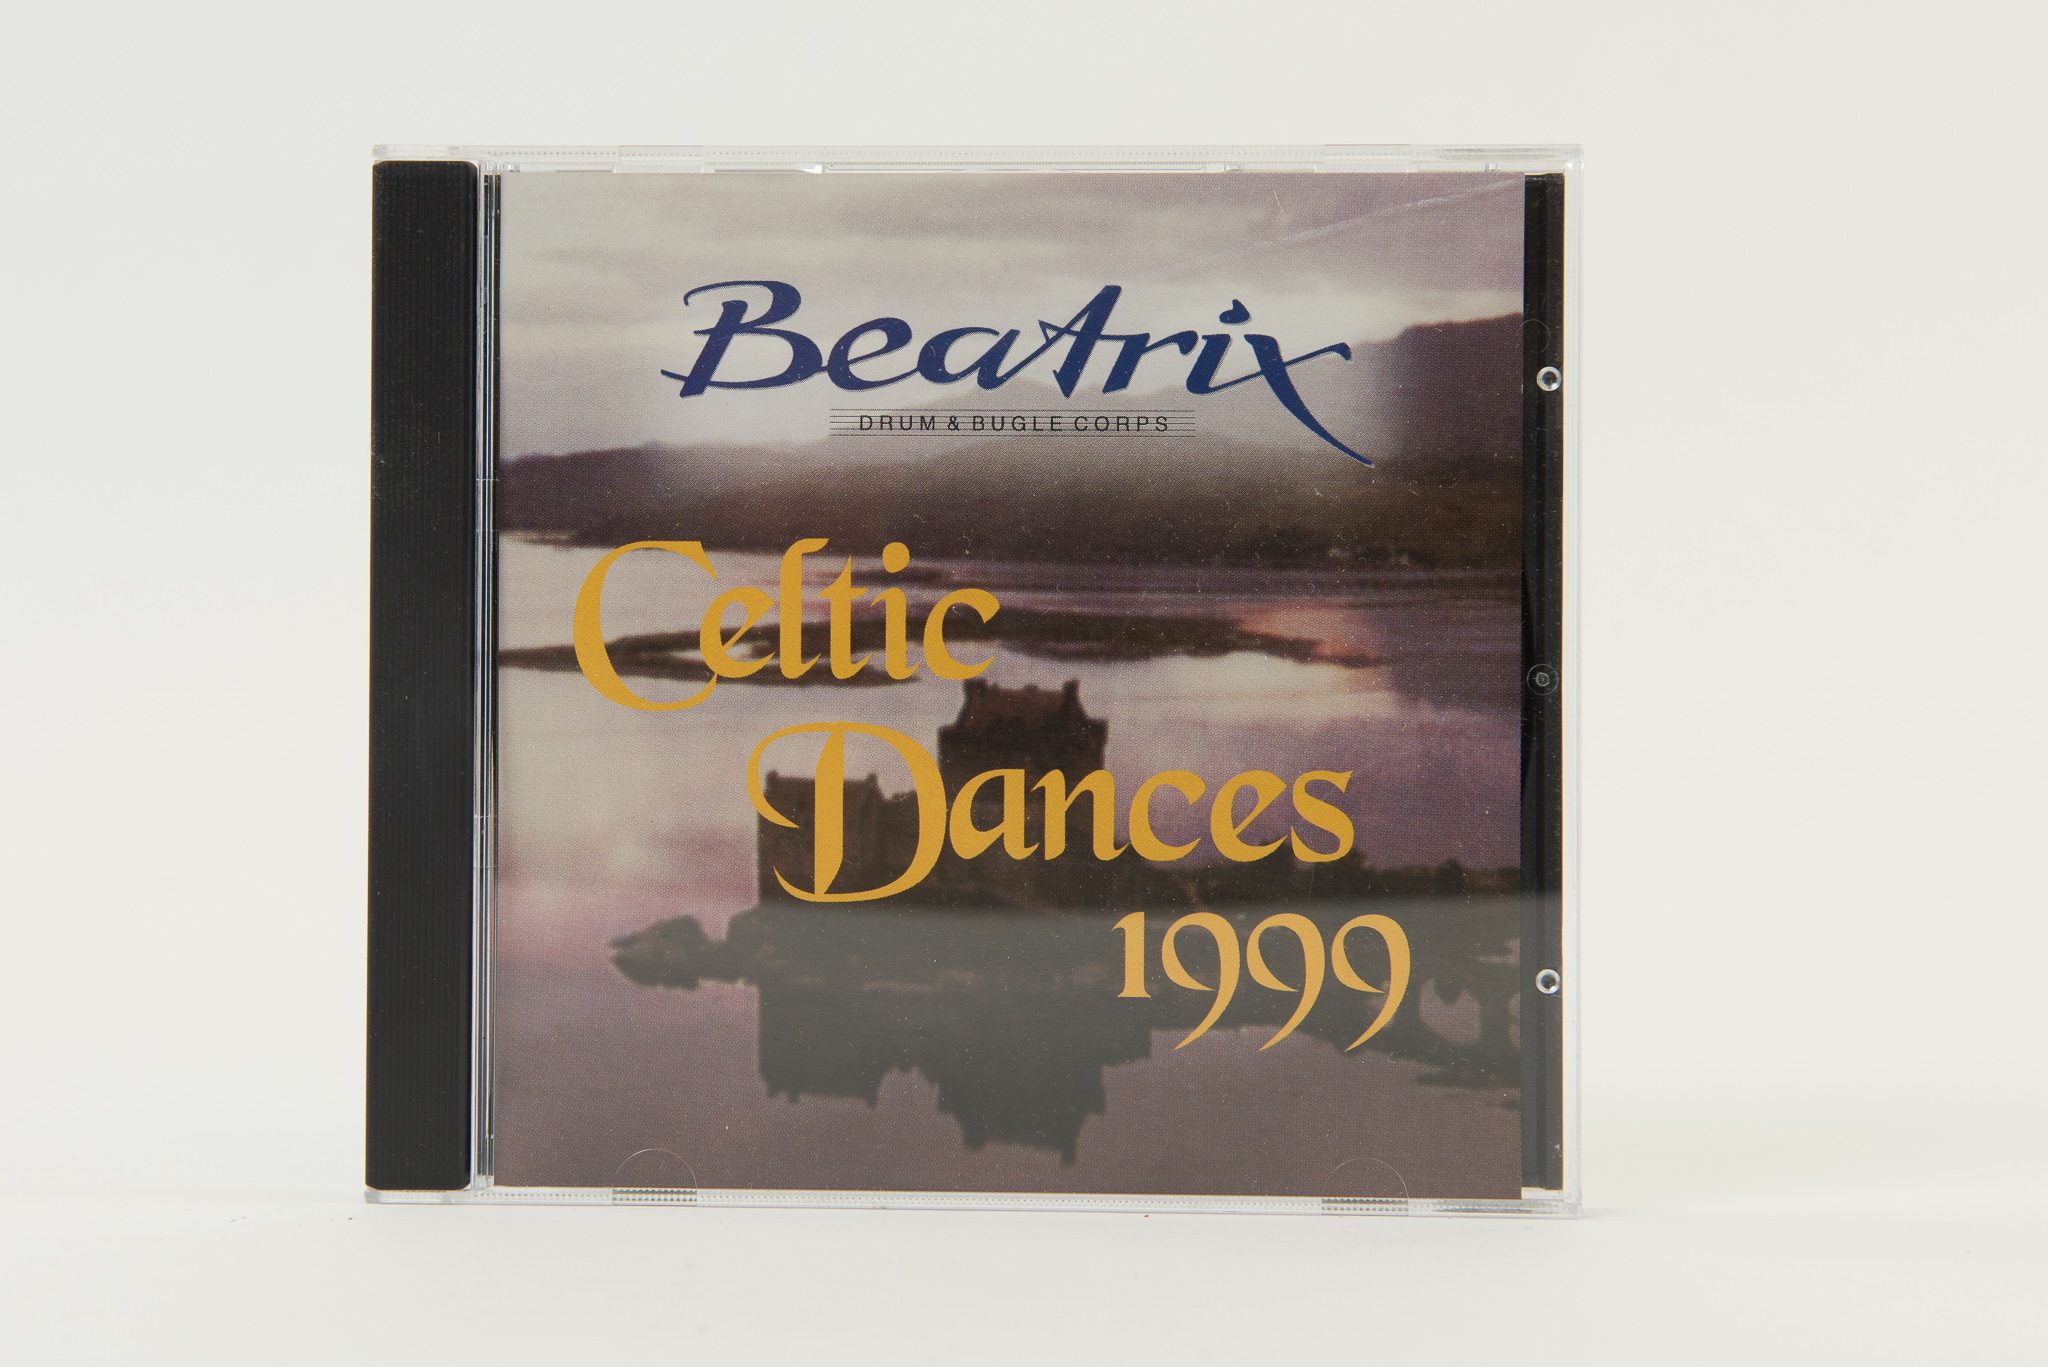 Beatrix
DRUM & BUGLE CORPS
Celtic
Dances
1999